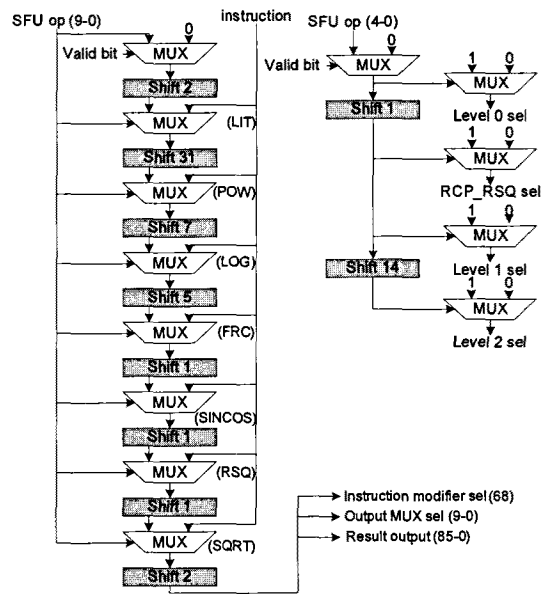 SFU op (9-0)
instruction
0
Valid bit
MUX
Shift 2
MUX
(LIT)
Shift 31
MUX
(POW)
Shift 7
MUX
(LOG)
Shift 5
MUX
(FRC)
Shift 1
MUX
(SINCOS)
Shift 1
MUX
(RSQ)
Shift 1
MUX
(SQRT)
Shift 2
Instruction modifier sel (68)
Output MUX sel (9-0)
Result output (85-0)
SFU op (4-0)
0
Valid bit
MUX
Shift 1
Shift 14
1 0
MUX
Level 0 sel
1 0
MUX
RCP_RSQ sel
1 0
MUX
Level 1 sel
1 0
MUX
Level 2 sel